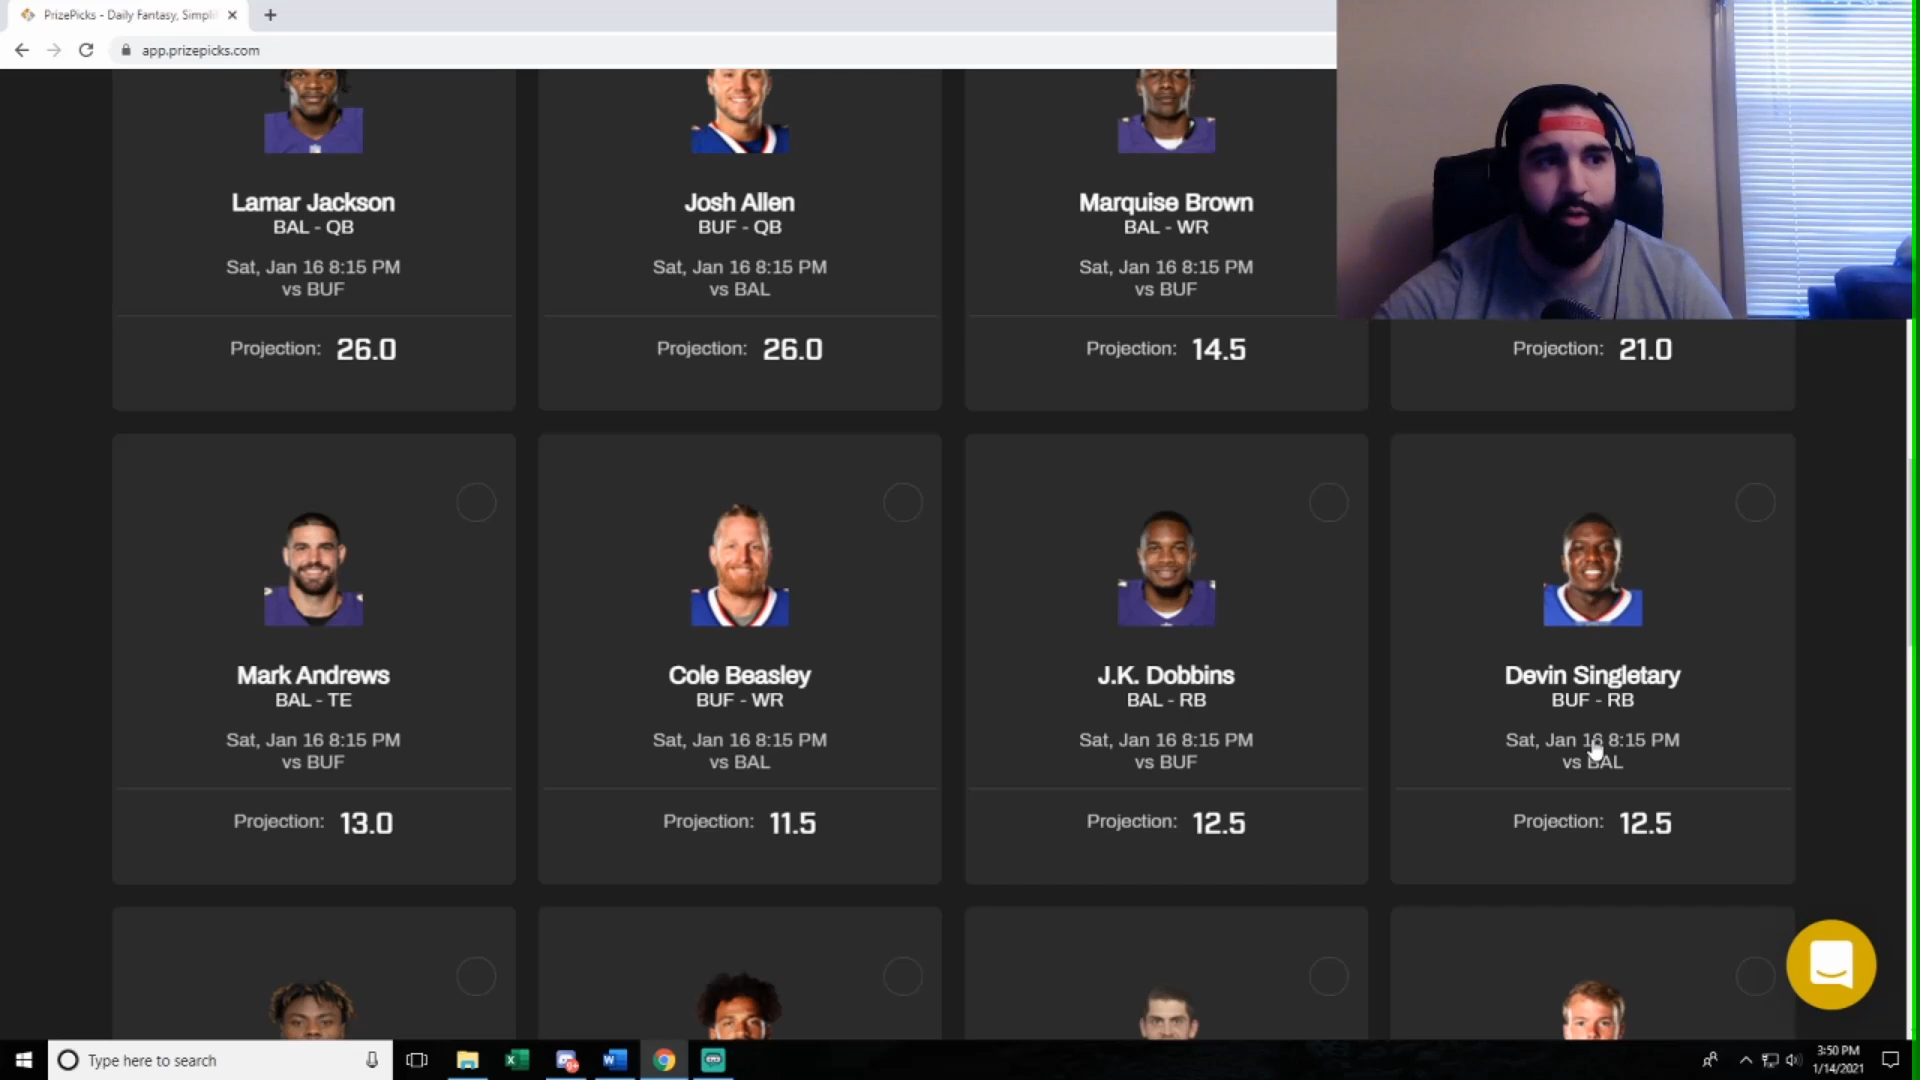 PrizePicks - Daily Fantasy, Simpli
app.prizepicks.com
Lamar Jackson
BAL - QB
Sat, Jan 16 8:15 PM
vs BUF
Projection: 26.0
Josh Allen
BUF - QB
Sat, Jan 16 8:15 PM
vs BAL
Projection: 26.0
Marquise Brown
BAL - WR
Sat, Jan 16 8:15 PM
vs BUF
Projection: 14.5
Projection: 21.0
Mark Andrews
BAL - TE
Sat, Jan 16 8:15 PM
vs BUF
Projection: 13.0
Cole Beasley
BUF - WR
Sat, Jan 16 8:15 PM
vs BAL
Projection: 11.5
J.K. Dobbins
BAL - RB
Sat, Jan 16 8:15 PM
vs BUF
Projection: 12.5
Devin Singletary
BUF - RB
Sat, Jan 16 8:15 PM
vs BAL
Projection: 12.5
Type here to search
3:50 PM
1/14/2021